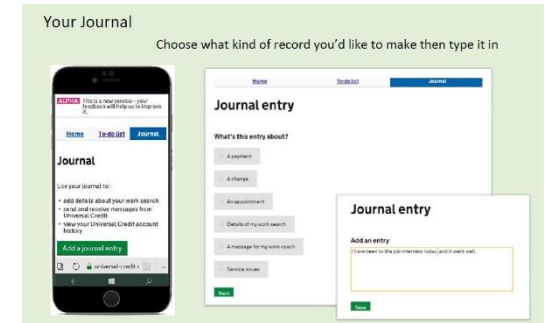 Your Journal
Choose what kind of record you'd like to make then type it in
ALPHA This is a new service – your
feedback will help us to improve
it.
Home To-do list Journal
Journal
Use your journal to:
• add details about your work search
• send and receive messages from
Universal Credit
• view your Universal Credit account
history
Add a journal entry
universal-credit
Home To-do list Journal
Journal entry
What's this entry about?
A payment
A change
An appointment
Details of my work search
A message for my work coach
Service issues
Next
Journal entry
Add an entry
I have been to the job interview today and it went well.
Save